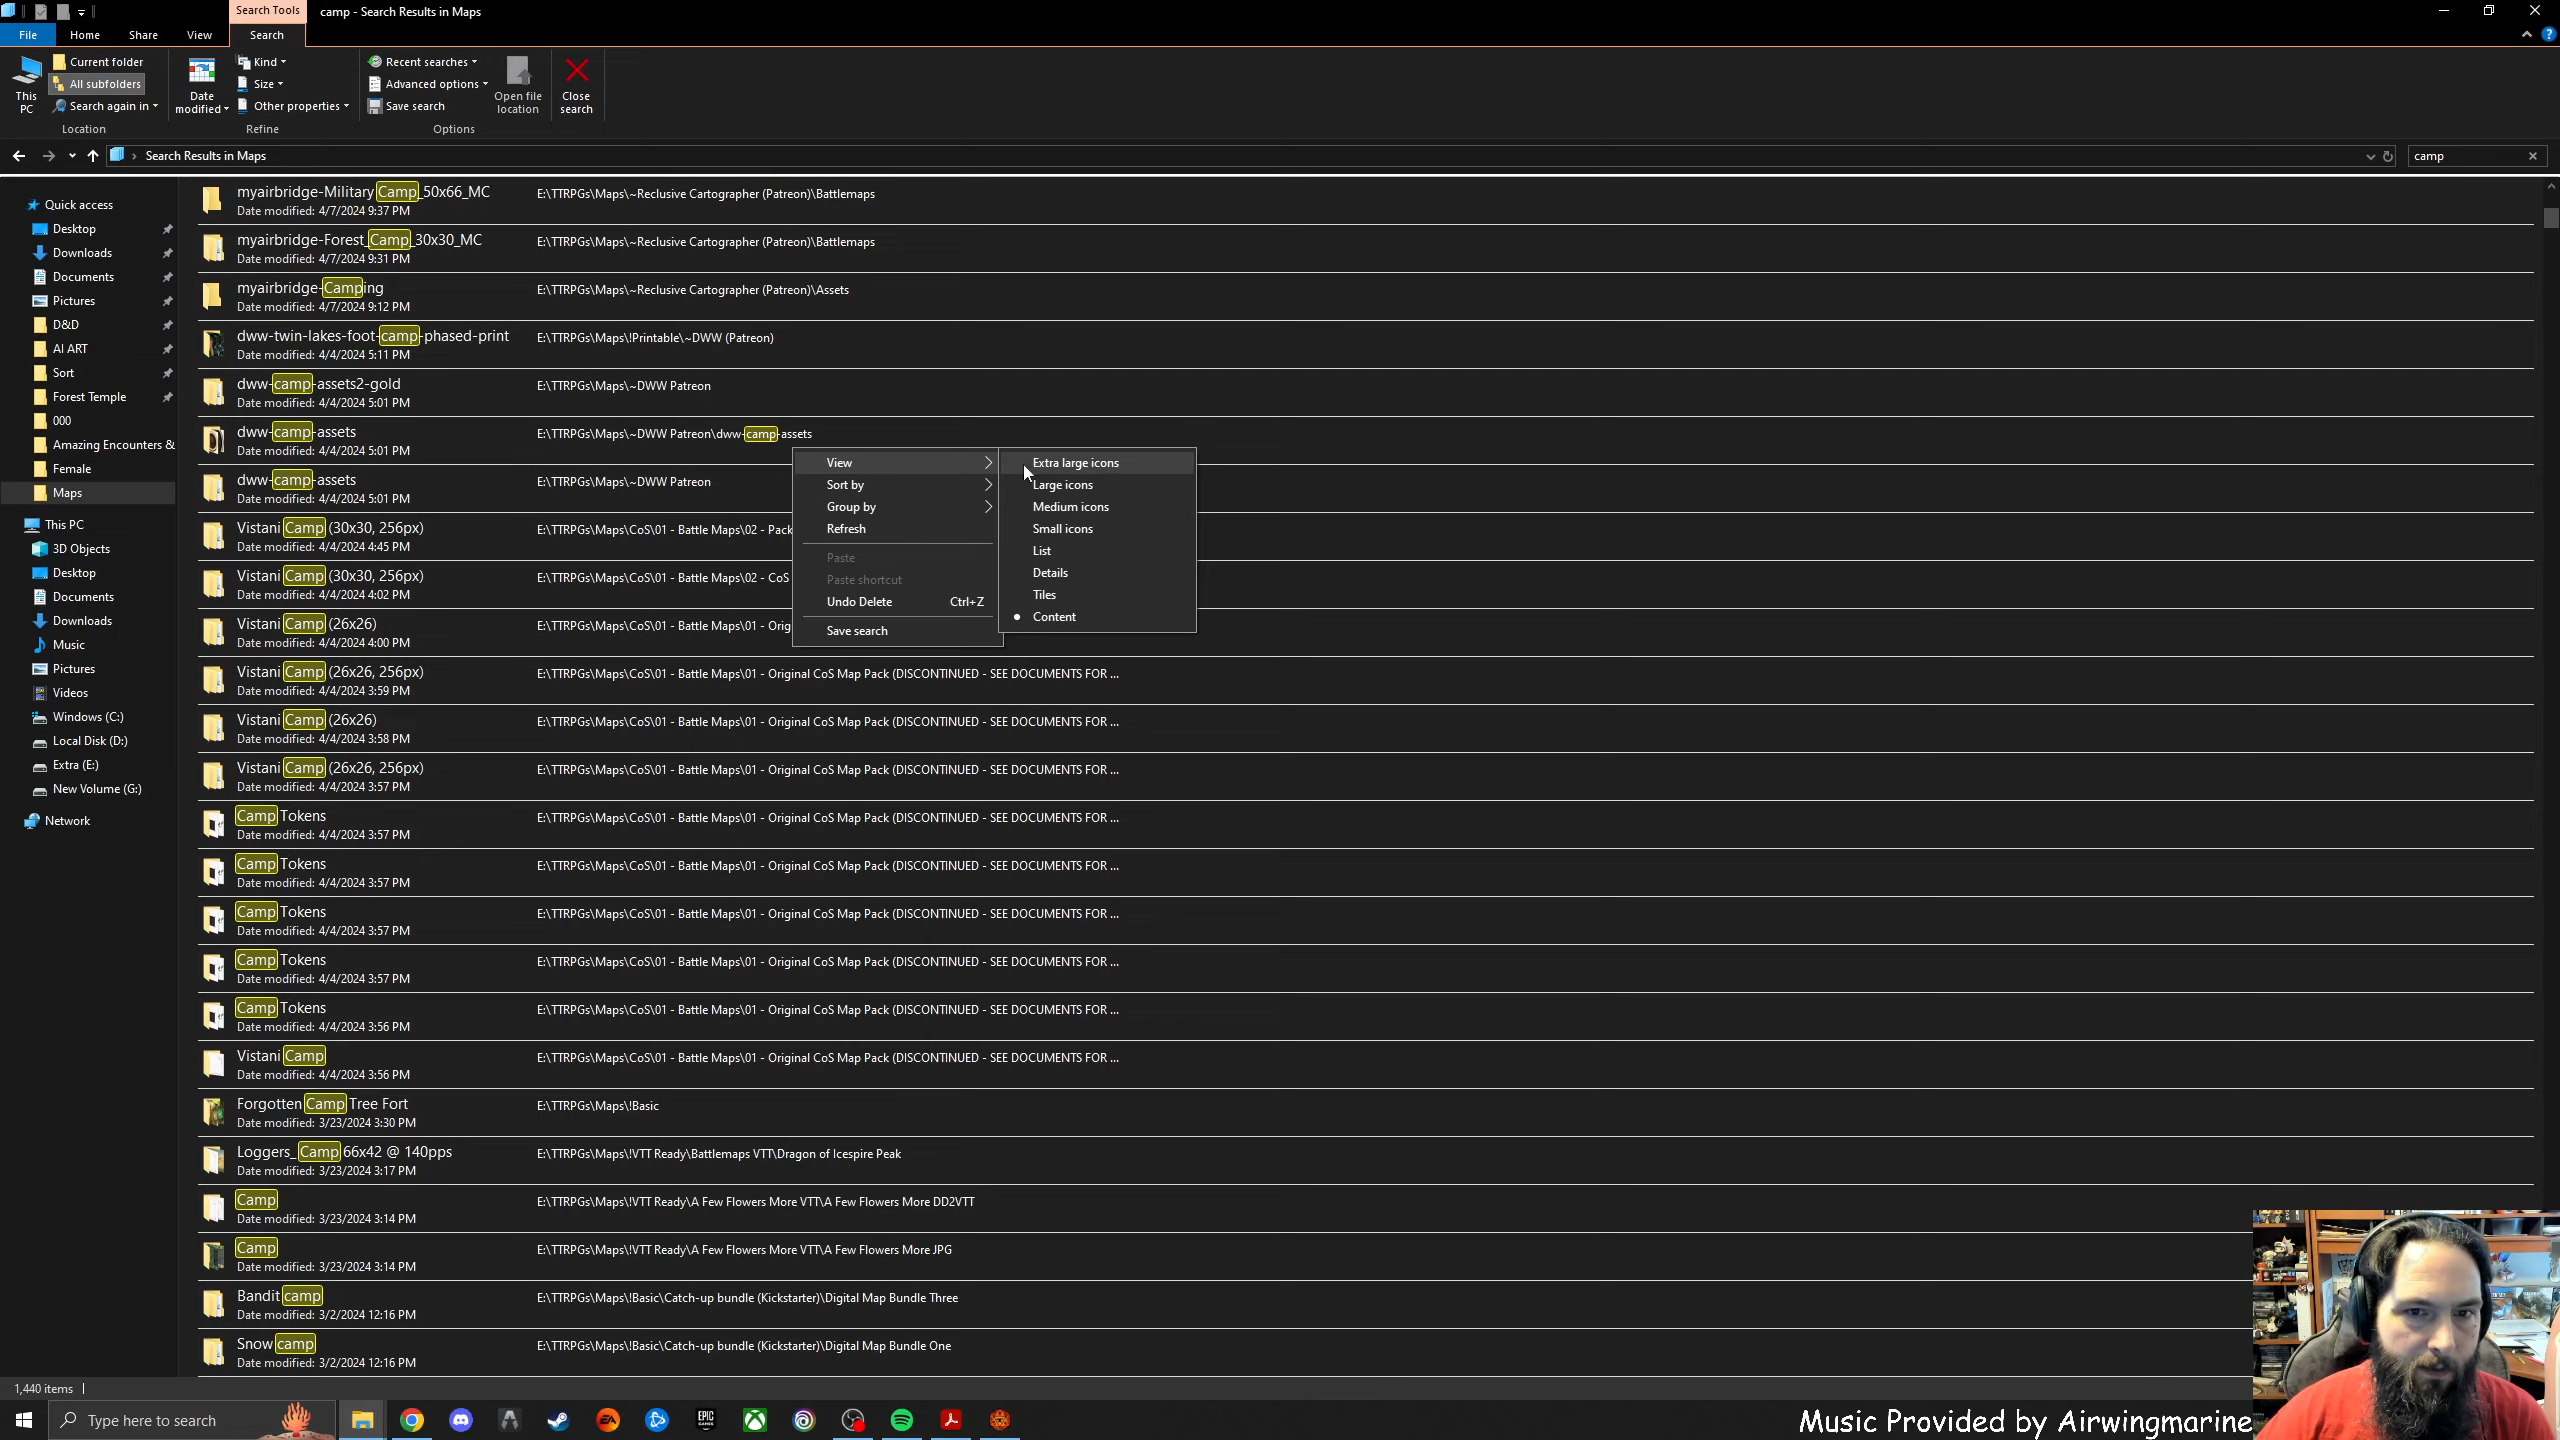 Search Tools
camp - Search Results in Maps
File
Home
Share
View
Search
This PC
Current folder
All subfolders
Search again in
Location
Date modified
Kind
Size
Other properties
Refine
Recent searches
Advanced options
Save search
Options
Open file location
Close search
Search Results in Maps
camp
Quick access
Desktop
Downloads
Documents
Pictures
D&D
AI ART
Sort
Forest Temple
000
Amazing Encounters &
Female
Maps
This PC
3D Objects
Desktop
Documents
Downloads
Music
Pictures
Videos
Windows (C:)
Local Disk (D:)
Extra (E:)
New Volume (G:)
Network
myairbridge-Military Camp_50x66_MC
E:\TTRPGs\Maps\~Reclusive Cartographer (Patreon)\Battlemaps
Date modified: 4/7/2024 9:37 PM
myairbridge-Forest_Camp_30x30_MC
E:\TTRPGs\Maps\~Reclusive Cartographer (Patreon)\Battlemaps
Date modified: 4/7/2024 9:31 PM
myairbridge-Camping
E:\TTRPGs\Maps\~Reclusive Cartographer (Patreon)\Assets
Date modified: 4/7/2024 9:12 PM
dww-twin-lakes-foot-camp-phased-print
E:\TTRPGs\Maps\!Printable\~DWW (Patreon)
Date modified: 4/4/2024 5:11 PM
dww-camp-assets2-gold
E:\TTRPGs\Maps\~DWW Patreon
Date modified: 4/4/2024 5:01 PM
dww-camp-assets
E:\TTRPGs\Maps\~DWW Patreon\dww-camp-assets
Date modified: 4/4/2024 5:01 PM
dww-camp-assets
E:\TTRPGs\Maps\~DWW Patreon
Date modified: 4/4/2024 5:01 PM
Vistani Camp (30x30, 256px)
E:\TTRPGs\Maps\CoS\01 - Battle Maps\02 - Pack
Date modified: 4/4/2024 4:45 PM
Vistani Camp (30x30, 256px)
E:\TTRPGs\Maps\CoS\01 - Battle Maps\02 - CoS
Date modified: 4/4/2024 4:02 PM
Vistani Camp (26x26)
E:\TTRPGs\Maps\CoS\01 - Battle Maps\01 - Orig
Date modified: 4/4/2024 4:00 PM
Vistani Camp (26x26, 256px)
E:\TTRPGs\Maps\CoS\01 - Battle Maps\01 - Original CoS Map Pack (DISCONTINUED - SEE DOCUMENTS FOR ...
Date modified: 4/4/2024 3:59 PM
Vistani Camp (26x26)
E:\TTRPGs\Maps\CoS\01 - Battle Maps\01 - Original CoS Map Pack (DISCONTINUED - SEE DOCUMENTS FOR ...
Date modified: 4/4/2024 3:58 PM
Vistani Camp (26x26, 256px)
E:\TTRPGs\Maps\CoS\01 - Battle Maps\01 - Original CoS Map Pack (DISCONTINUED - SEE DOCUMENTS FOR ...
Date modified: 4/4/2024 3:57 PM
Camp Tokens
E:\TTRPGs\Maps\CoS\01 - Battle Maps\01 - Original CoS Map Pack (DISCONTINUED - SEE DOCUMENTS FOR ...
Date modified: 4/4/2024 3:57 PM
Camp Tokens
E:\TTRPGs\Maps\CoS\01 - Battle Maps\01 - Original CoS Map Pack (DISCONTINUED - SEE DOCUMENTS FOR ...
Date modified: 4/4/2024 3:57 PM
Camp Tokens
E:\TTRPGs\Maps\CoS\01 - Battle Maps\01 - Original CoS Map Pack (DISCONTINUED - SEE DOCUMENTS FOR ...
Date modified: 4/4/2024 3:57 PM
Camp Tokens
E:\TTRPGs\Maps\CoS\01 - Battle Maps\01 - Original CoS Map Pack (DISCONTINUED - SEE DOCUMENTS FOR ...
Date modified: 4/4/2024 3:57 PM
Camp Tokens
E:\TTRPGs\Maps\CoS\01 - Battle Maps\01 - Original CoS Map Pack (DISCONTINUED - SEE DOCUMENTS FOR ...
Date modified: 4/4/2024 3:56 PM
Vistani Camp
E:\TTRPGs\Maps\CoS\01 - Battle Maps\01 - Original CoS Map Pack (DISCONTINUED - SEE DOCUMENTS FOR ...
Date modified: 4/4/2024 3:56 PM
Forgotten Camp Tree Fort
E:\TTRPGs\Maps\!Basic
Date modified: 3/23/2024 3:30 PM
Loggers_Camp 66x42 @ 140pps
E:\TTRPGs\Maps\!VTT Ready\Battlemaps VTT\Dragon of Icespire Peak
Date modified: 3/23/2024 3:17 PM
Camp
E:\TTRPGs\Maps\!VTT Ready\A Few Flowers More VTT\A Few Flowers More DD2VTT
Date modified: 3/23/2024 3:14 PM
Camp
E:\TTRPGs\Maps\!VTT Ready\A Few Flowers More VTT\A Few Flowers More JPG
Date modified: 3/23/2024 3:14 PM
Bandit camp
E:\TTRPGs\Maps\!Basic\Catch-up bundle (Kickstarter)\Digital Map Bundle Three
Date modified: 3/2/2024 12:16 PM
Snow camp
E:\TTRPGs\Maps\!Basic\Catch-up bundle (Kickstarter)\Digital Map Bundle One
Date modified: 3/2/2024 12:16 PM
View
Sort by
Group by
Refresh
Paste
Paste shortcut
Undo Delete Ctrl+Z
Save search
Extra large icons
Large icons
Medium icons
Small icons
List
Details
Tiles
Content
1,440 items
Type here to search
EA
EPIC GAMES
Music Provided by Airwingmarine